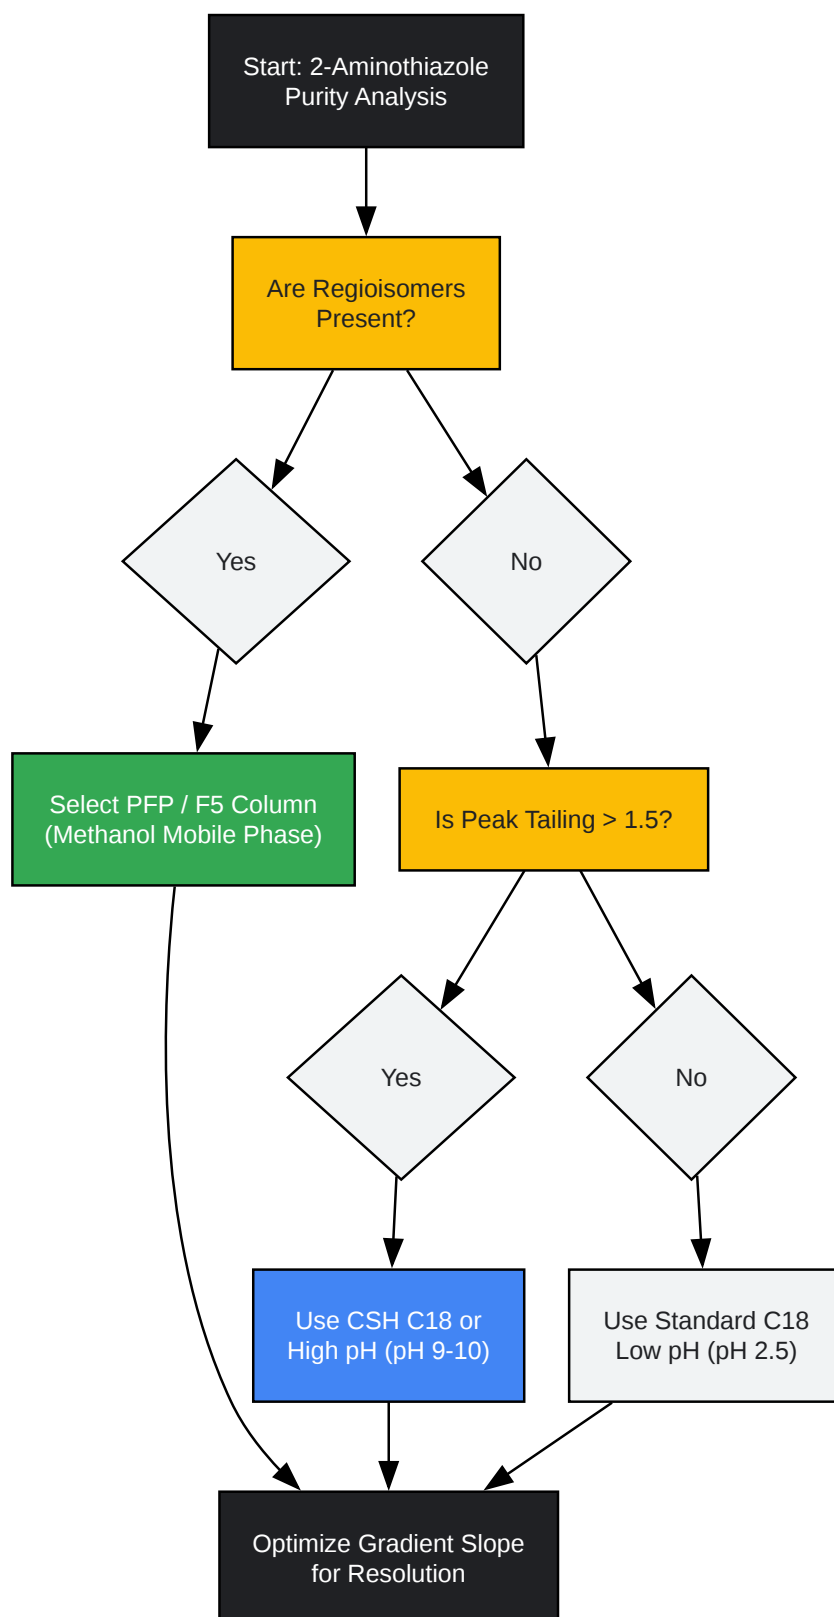 Start: 2-Aminothiazole
Purity Analysis
Are Regioisomers
Present?
Yes
No
Select PFP / F5 Column
(Methanol Mobile Phase)
Is Peak Tailing > 1.5?
Yes
No
Use CSH C18 or
High pH (pH 9-10)
Use Standard C18
Low pH (pH 2.5)
Optimize Gradient Slope
for Resolution